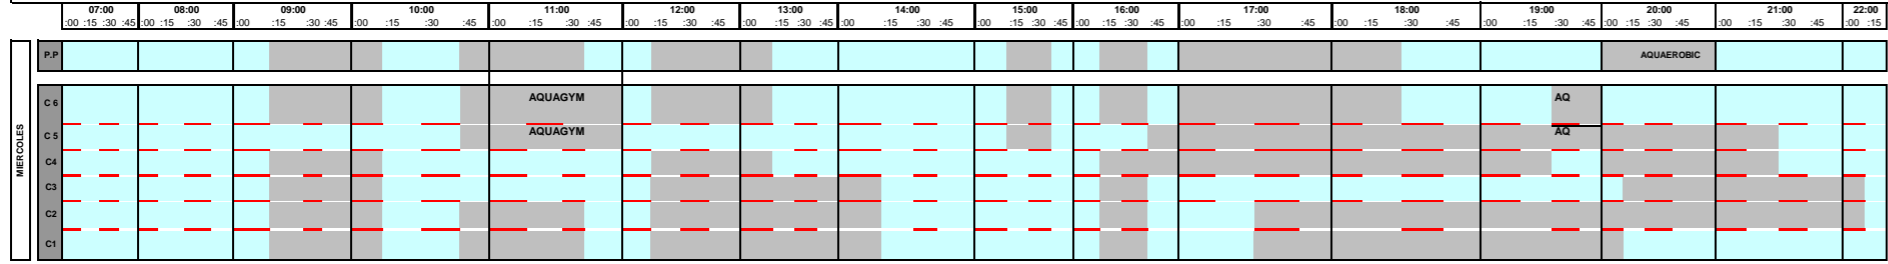 07:00 08:00 09:00 10:00 11:00 12:00 13:00 14:00 15:00 16:00 17:00 18:00 19:00 20:00 21:00 22:00
:00 :15 :30 :45 :00 :15 :30 :45 :00 :15 :30 :45 :00 :15 :30 :45 :00 :15 :30 :45 :00 :15 :30 :45 :00 :15 :30 :45 :00 :15 :30 :45 :00 :15 :30 :45 :00 :15 :30 :45 :00 :15 :30 :45 :00 :15 :30 :45 :00 :15 :30 :45 :00 :15 :30 :45 :00 :15 :30 :45 :00 :15
P.P AQUAEROBIC
MIERCOLES
C 6 AQUAGYM AQ
C 5 AQUAGYM AQ
C4
C3
C2
C1